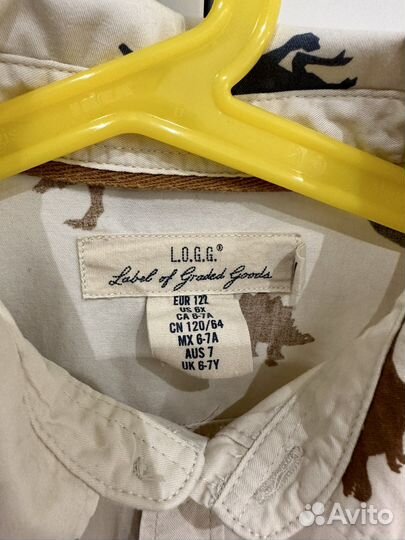 L.O.G.G.®
Label of Graded Goods
EUR 122
US 6X
CA 6-7A
CN 120/64
MX 6-7A
AUS 7
UK 6-7Y
Avito